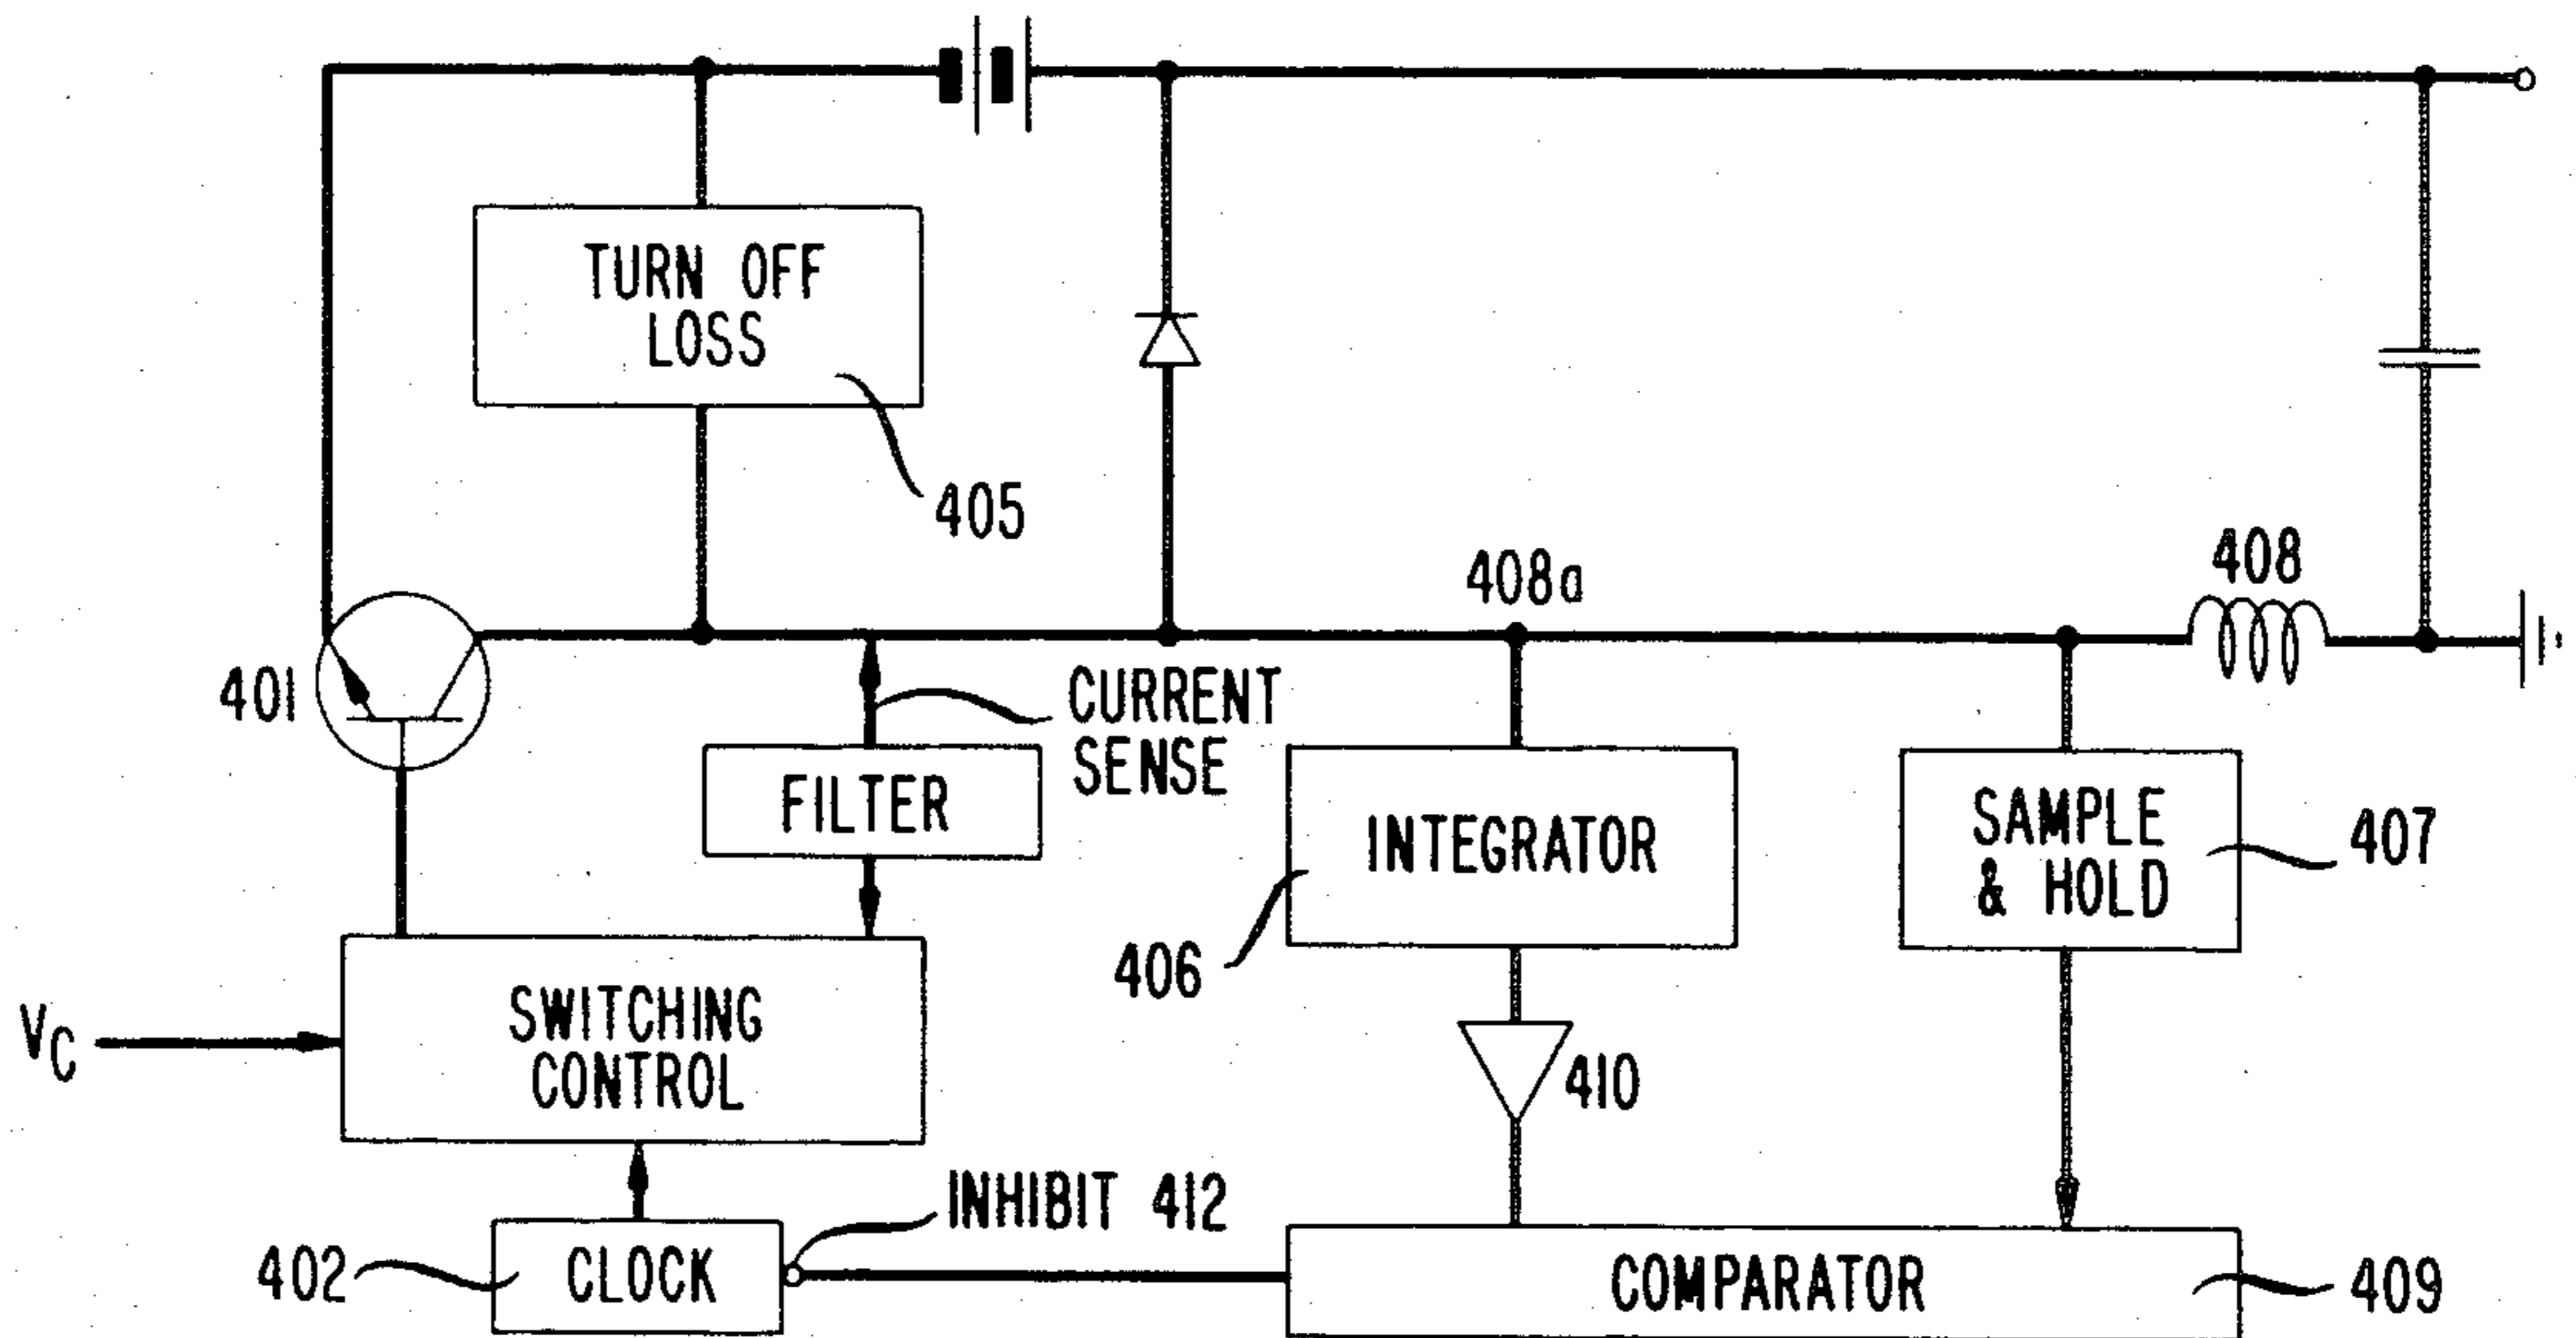 TURN OFF
LOSS
405
408a
408
401
CURRENT
SENSE
FILTER
INTEGRATOR
406
SAMPLE
& HOLD
407
VC
SWITCHING
CONTROL
410
INHIBIT 412
402
CLOCK
COMPARATOR
409